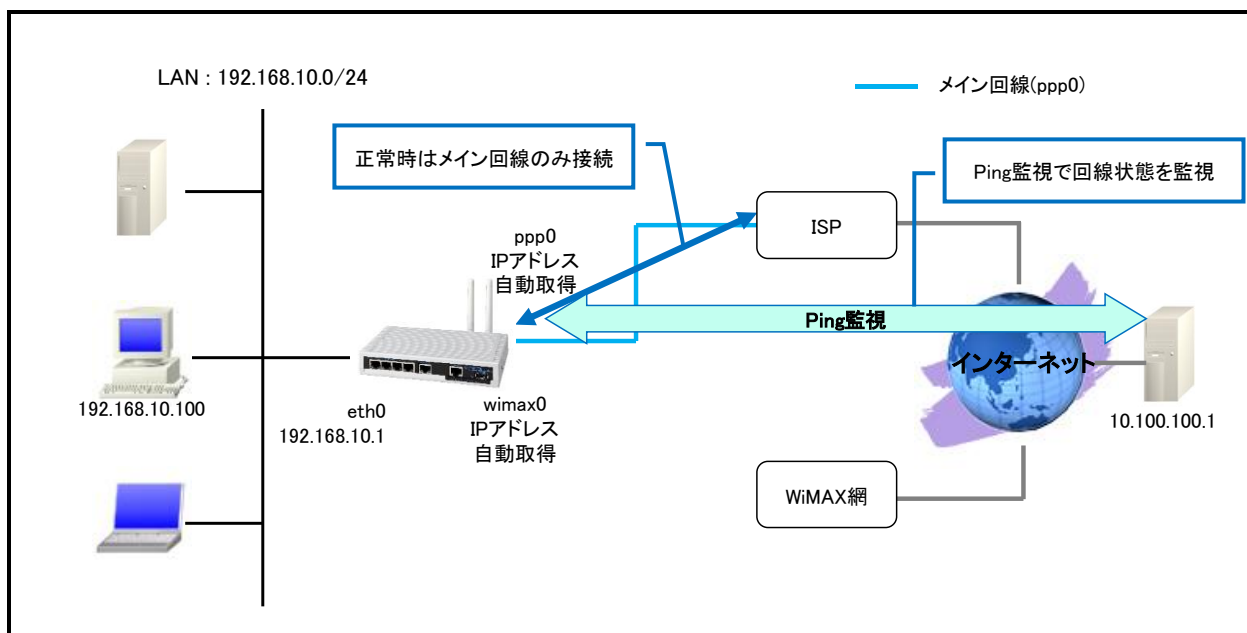 LAN : 192.168.10.0/24
メイン回線(ppp0)
正常時はメイン回線のみ接続
Ping監視で回線状態を監視
ISP
ppp0
IPアドレス
自動取得
Ping監視
インターネット
192.168.10.100
eth0
192.168.10.1
wimax0
IPアドレス
自動取得
10.100.100.1
WiMAX網